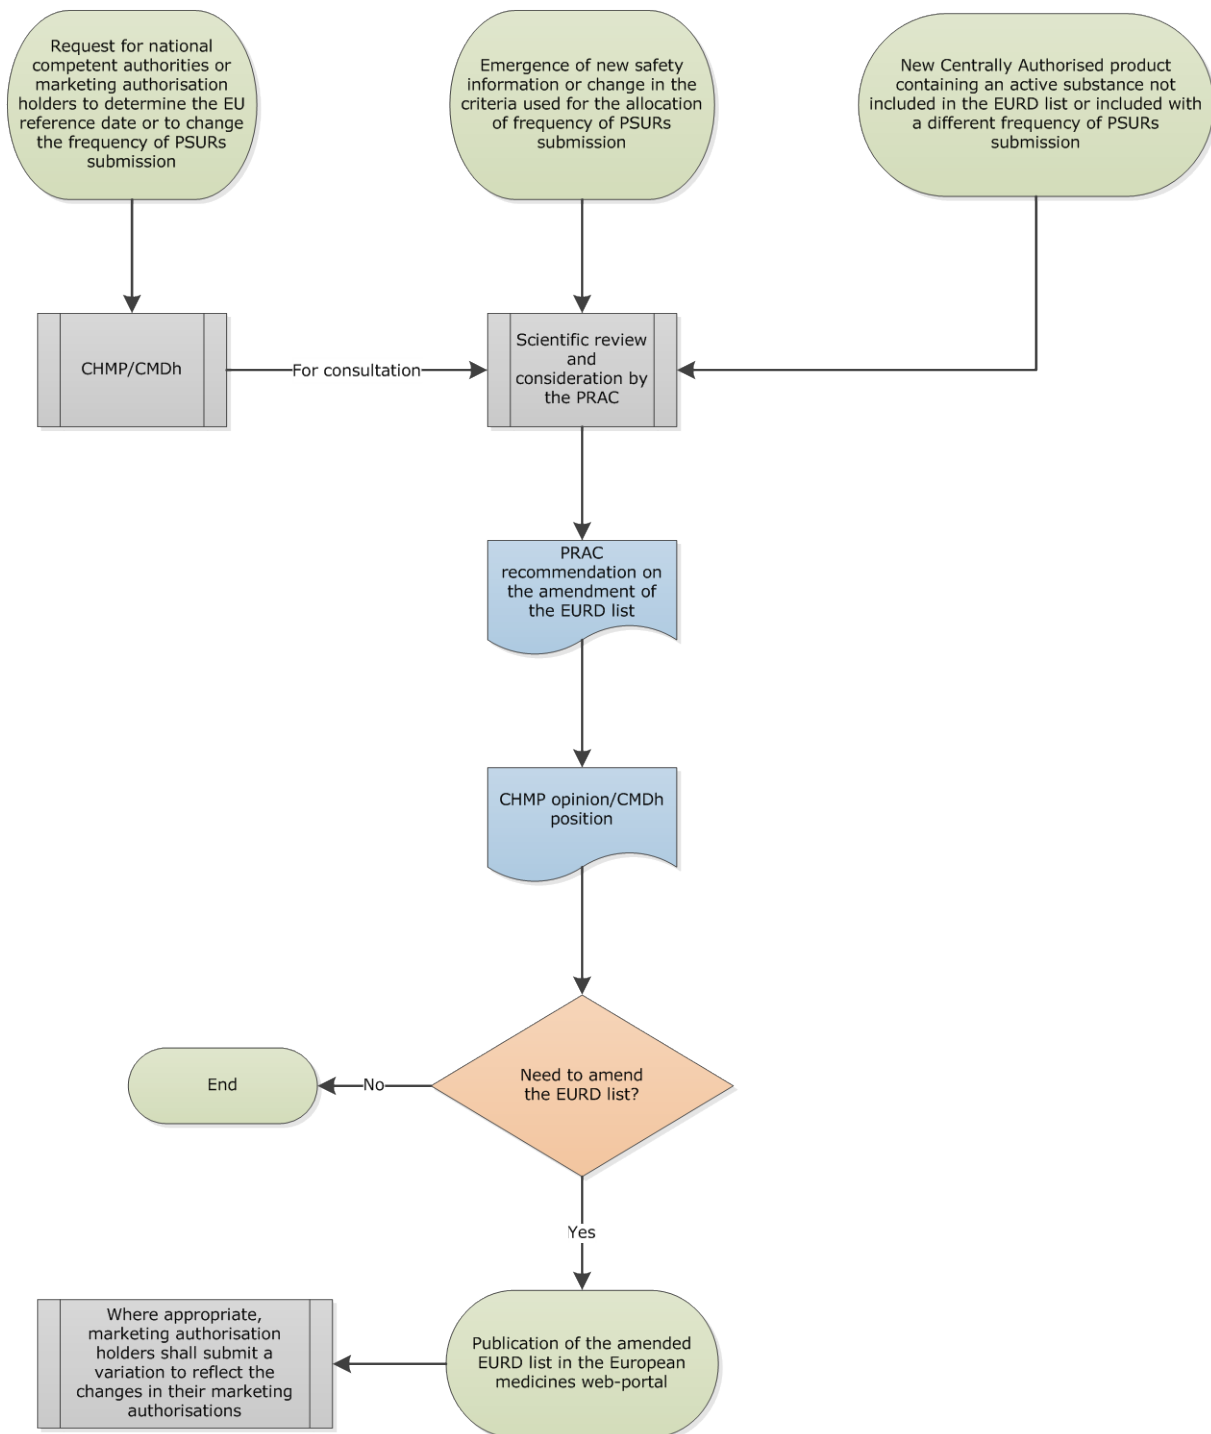 Request for national
competent authorities or
marketing authorisation
holders to determine the EU
reference date or to change
the frequency of PSURs
submission
Emergence of new safety
information or change in the
criteria used for the allocation
of frequency of PSURs
submission
New Centrally Authorised product
containing an active substance not
included in the EURD list or included with
a different frequency of PSURs
submission
CHMP/CMDh
For consultation
Scientific review
and
consideration by
the PRAC
PRAC
recommendation on
the amendment of
the EURD list
CHMP opinion/CMDh
position
Need to amend
the EURD list?
No
End
Yes
Publication of the amended
EURD list in the European
medicines web-portal
Where appropriate,
marketing authorisation
holders shall submit a
variation to reflect the
changes in their marketing
authorisations